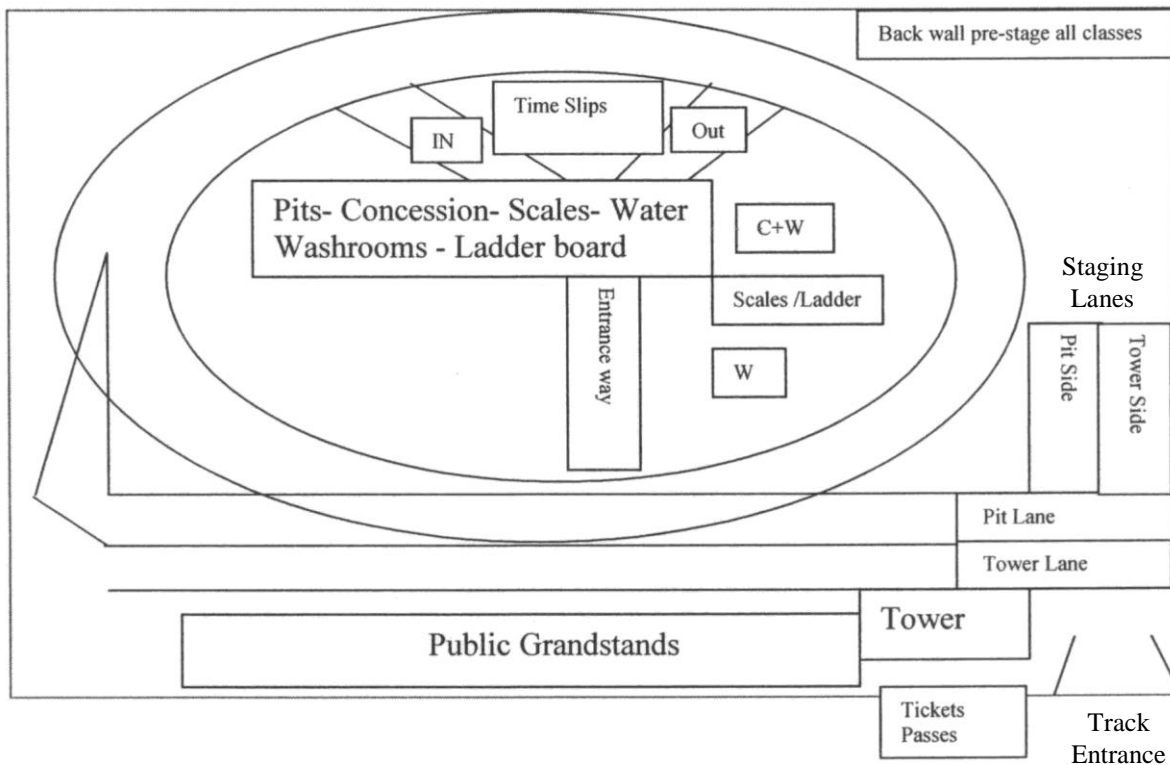 Back wall pre-stage all classes
Time Slips
IN
Out
Pits- Concession- Scales- Water
Washrooms - Ladder board
C+W
Staging
Lanes
Scales /Ladder
Entrance way
W
Pit Side
Tower Side
Pit Lane
Tower Lane
Tower
Public Grandstands
Tickets
Passes
Track
Entrance